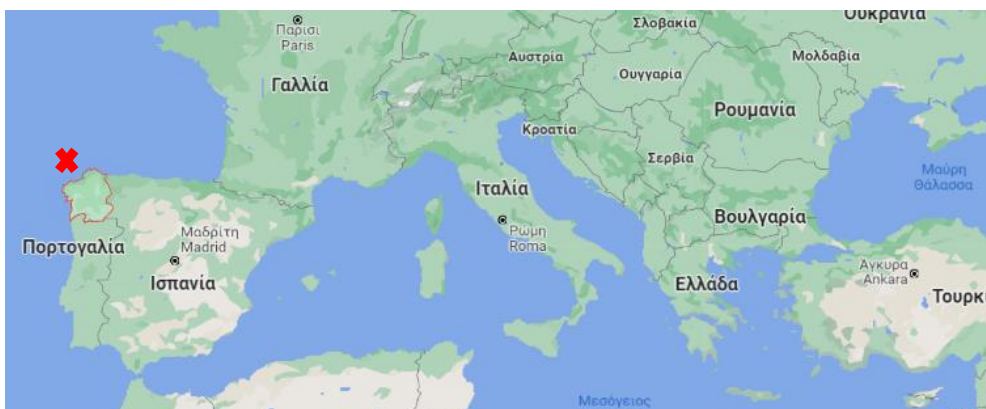 Ουκρανία
Σλοβακία
Παρίσι
Paris
Αυστρία
Μολδαβία
Ουγγαρία
Γαλλία
Ρουμανία
Κροατία
Σερβία
Μαύρη
Θάλασσα
Ιταλία
Βουλγαρία
Ρώμη
Roma
Μαδρίτη
Madrid
Πορτογαλία
Άγκυρα
Ankara
Ισπανία
Ελλάδα
Τουρκ
Μεσόγειος